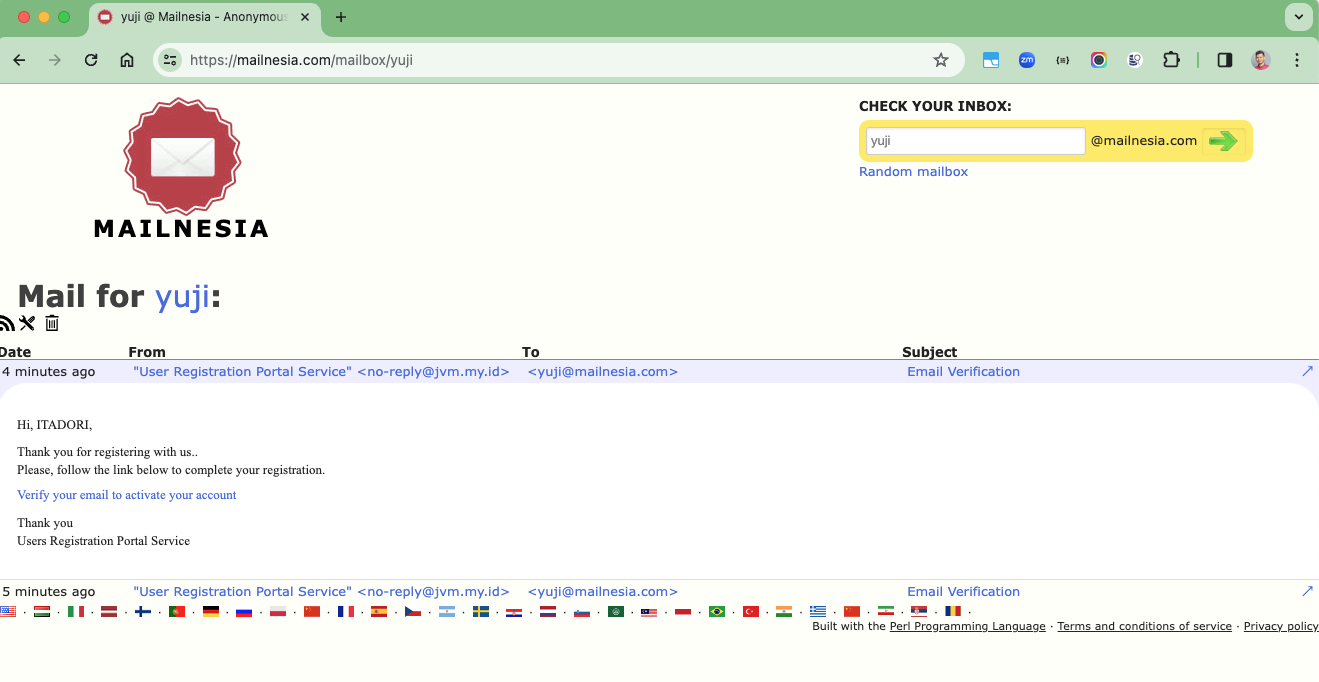 yuji @ Mailnesia - Anonymous
https://mailnesia.com/mailbox/yuji
zm
MAILNESIA
CHECK YOUR INBOX:
yuji @mailnesia.com
Random mailbox
Mail for yuji:
Date From To Subject
4 minutes ago "User Registration Portal Service" <no-reply@jvm.my.id> <yuji@mailnesia.com> Email Verification
Hi, ITADORI,
Thank you for registering with us..
Please, follow the link below to complete your registration.
Verify your email to activate your account
Thank you
Users Registration Portal Service
5 minutes ago "User Registration Portal Service" <no-reply@jvm.my.id> <yuji@mailnesia.com> Email Verification
Built with the Perl Programming Language · Terms and conditions of service · Privacy policy